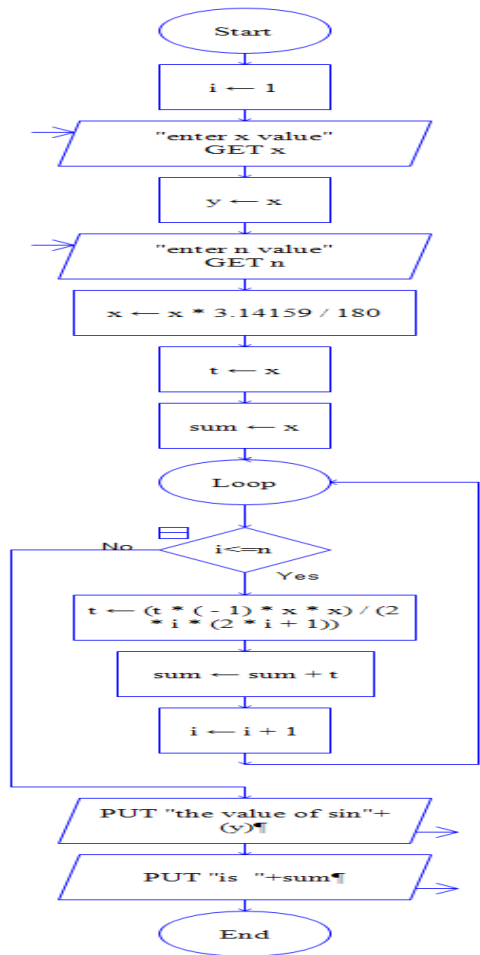 Start
i ← 1
"enter x value"
GET x
y ← x
"enter n value"
GET n
x ← x * 3.14159 / 180
t ← x
sum ← x
Loop
No
i<=n
Yes
t ← (t * ( - 1) * x * x) / (2
* i * (2 * i + 1))
sum ← sum + t
i ← i + 1
PUT "the value of sin"+
(y)¶
PUT "is  "+sum¶
End